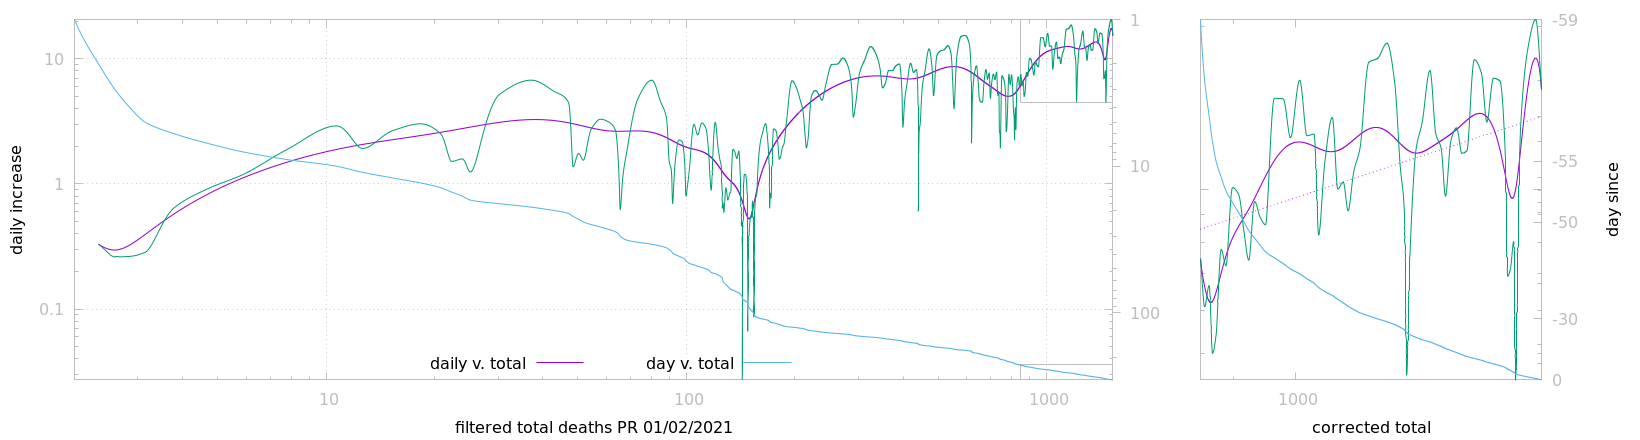 10
1
0.1
daily increase
daily v. total
day v. total
10
100
1000
filtered total deaths PR 01/02/2021
1
10
100
-59
-55
-50
-30
0
day since
1000
corrected total